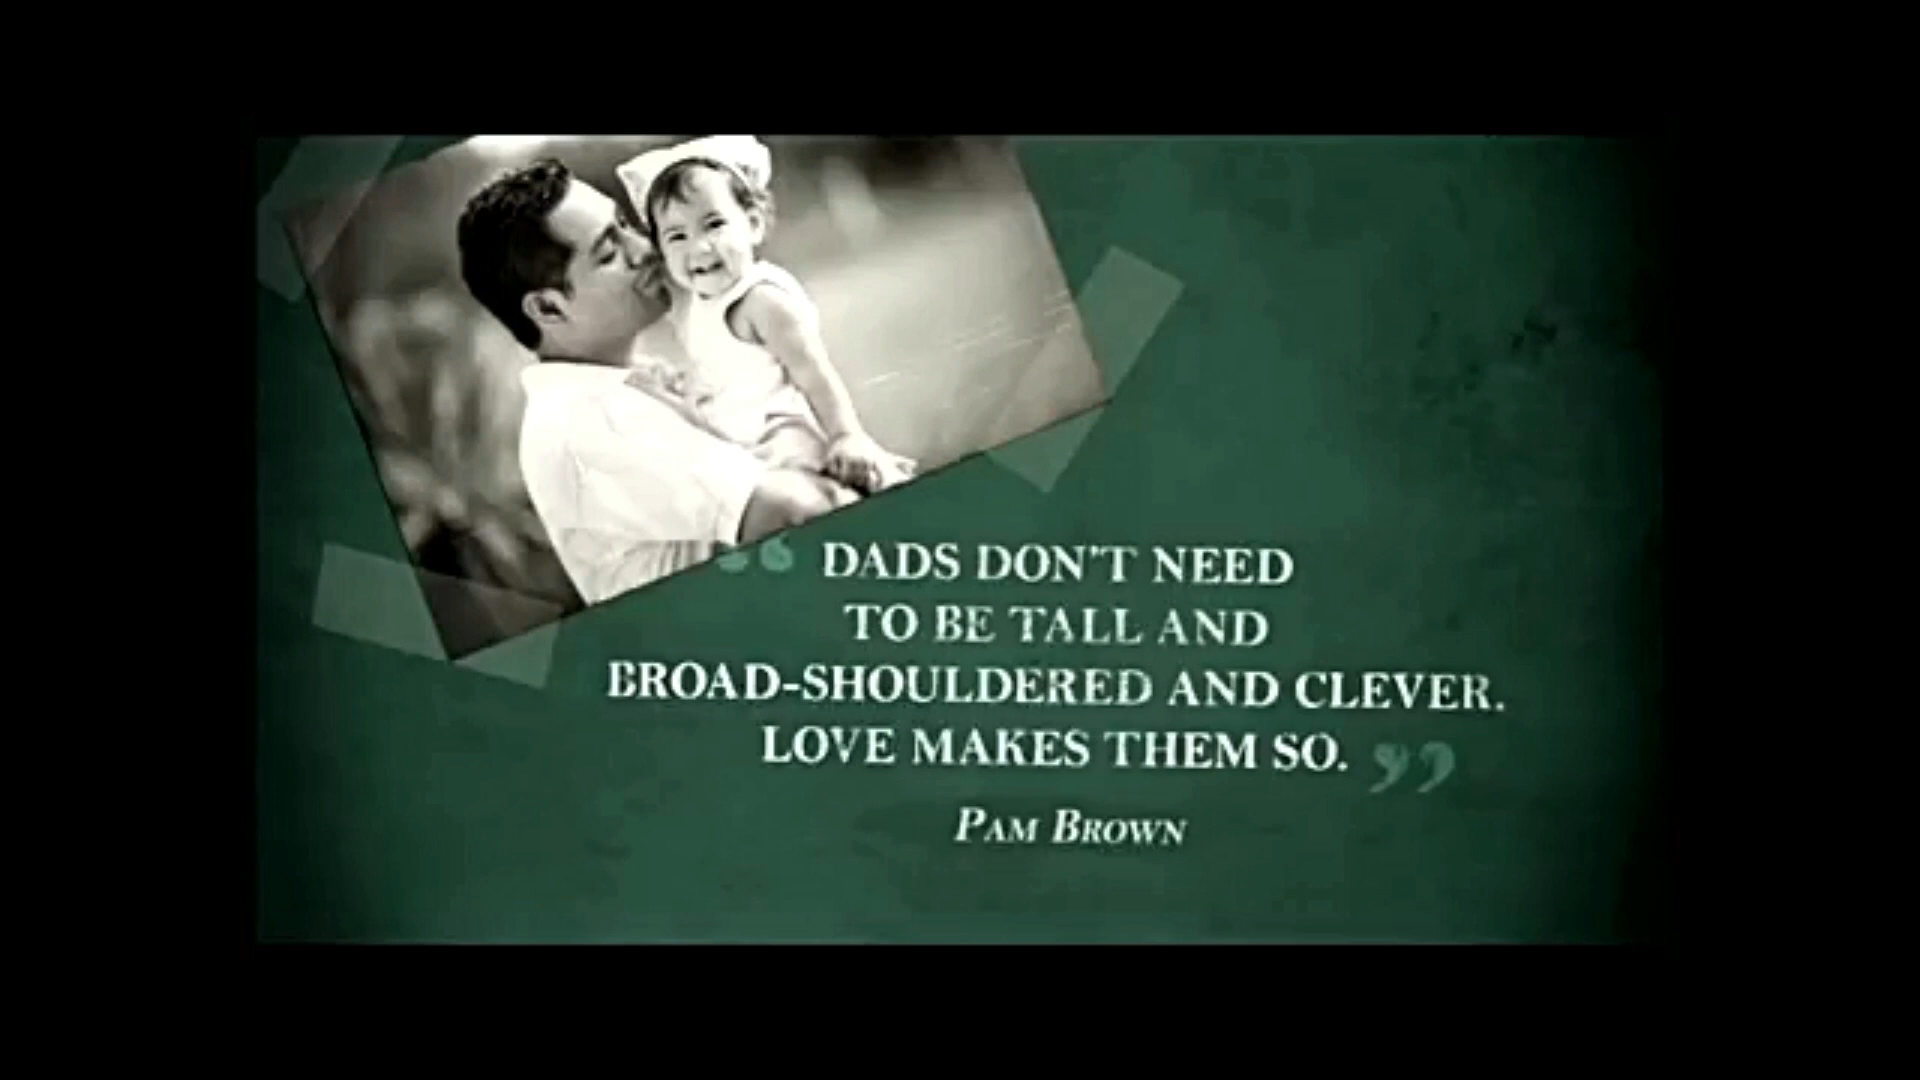 “ DADS DON'T NEED
TO BE TALL AND
BROAD-SHOULDERED AND CLEVER.
LOVE MAKES THEM SO. ”
PAM BROWN